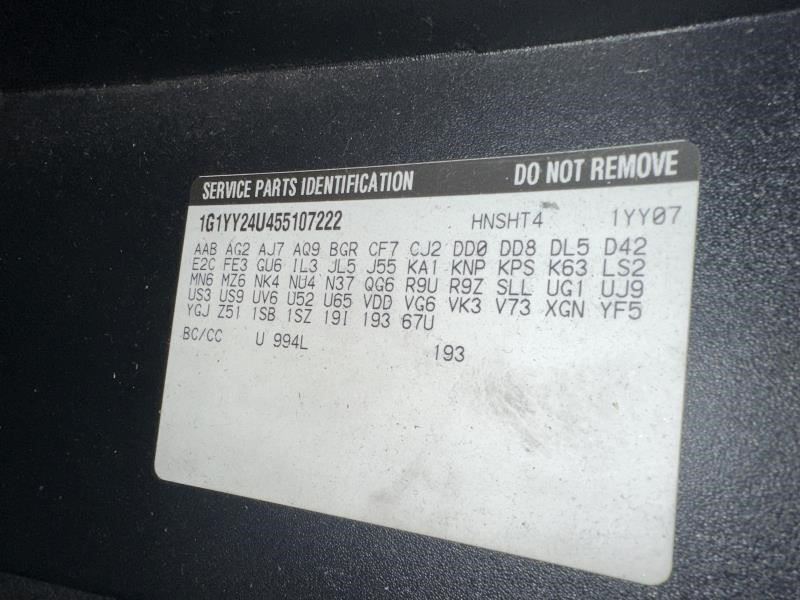 SERVICE PARTS IDENTIFICATION DO NOT REMOVE
1G1YY24U455107222 HNSHT4 1YY07
AAB AG2 AJ7 AQ9 BGR CF7 CJ2 DD0 DD8 DL5 D42
E2C FE3 GU6 IL3 JL5 J55 KA1 KNP KPS K63 LS2
MN6 MZ6 NK4 NU4 N37 QG6 R9U R9Z SLL UG1 UJ9
US3 US9 UV6 U52 U65 VDD VG6 VK3 V73 XGN YF5
YGJ Z51 1SB 1SZ 19I 193 67U
BC/CC U 994L 193